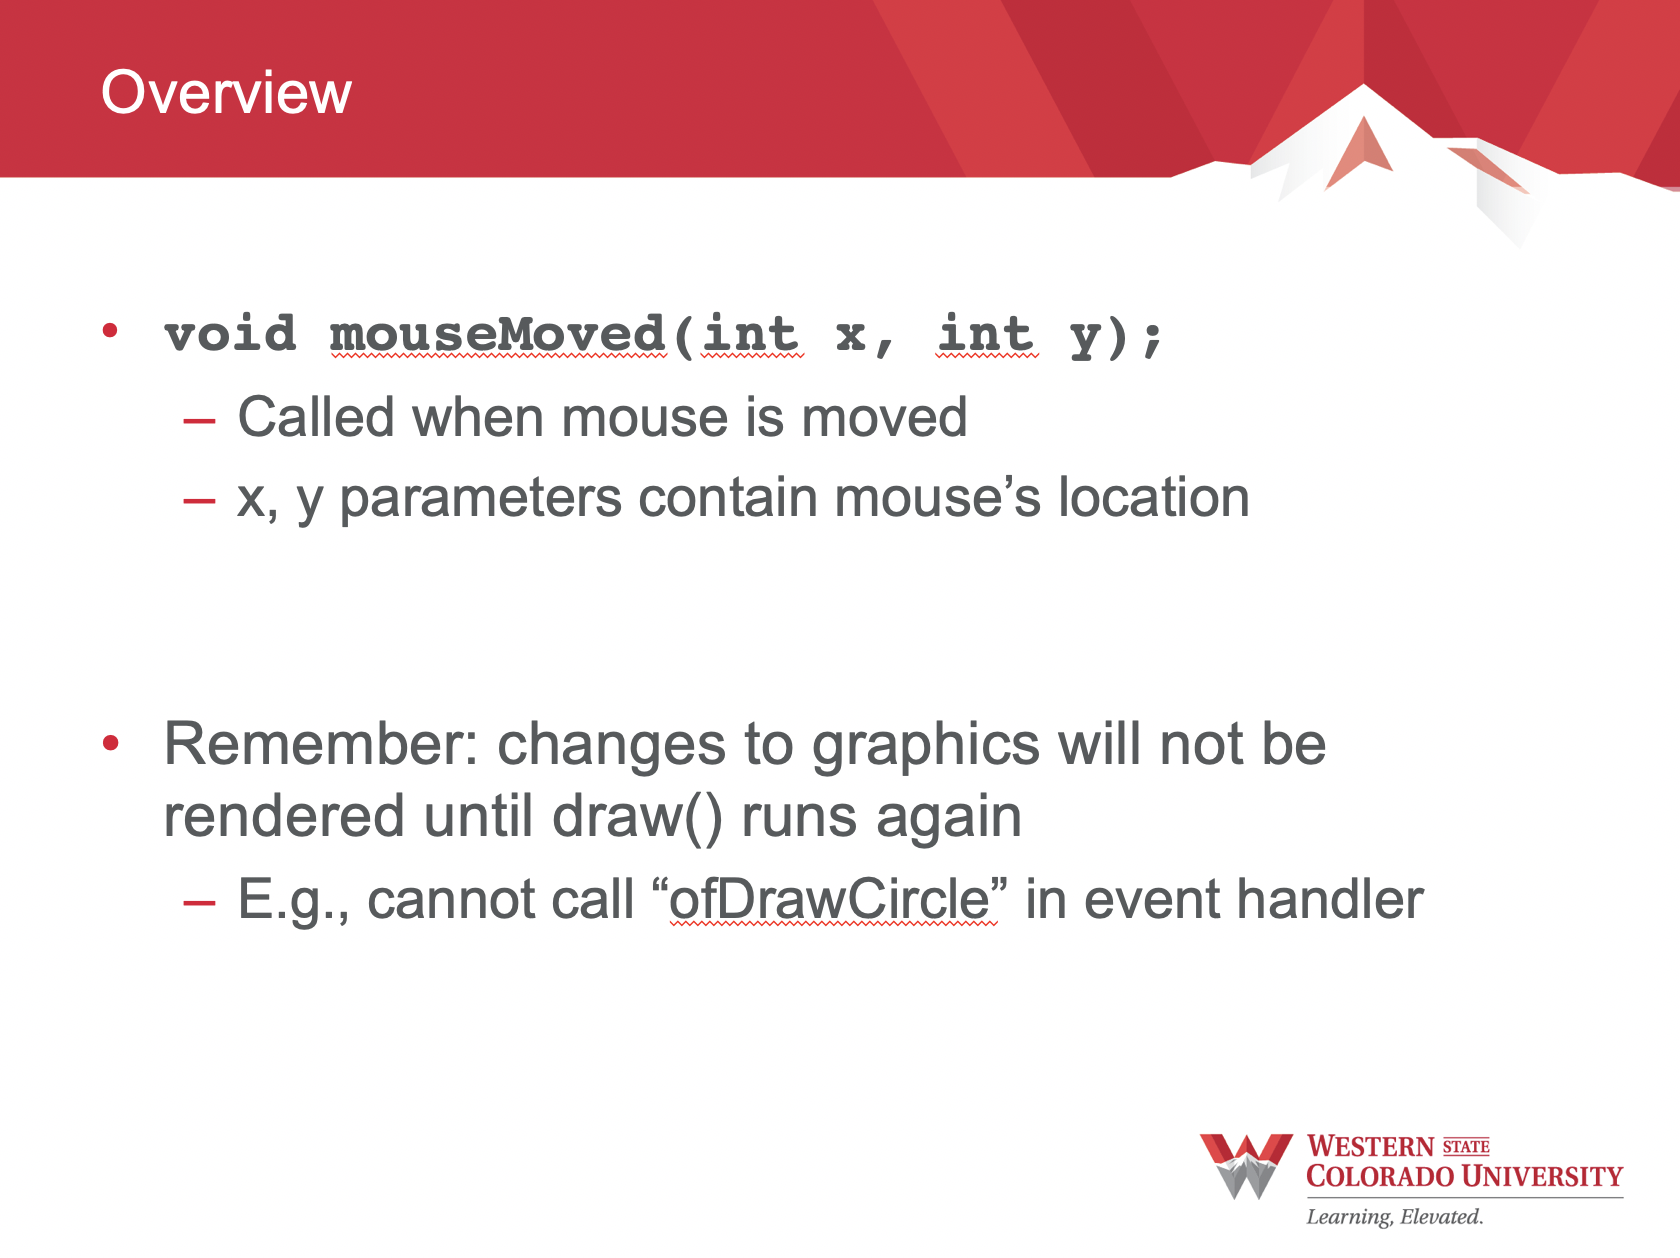 Overview
• void mouseMoved(int x, int y);
– Called when mouse is moved
– x, y parameters contain mouse’s location
• Remember: changes to graphics will not be
rendered until draw() runs again
– E.g., cannot call “ofDrawCircle” in event handler
WESTERN STATE
COLORADO UNIVERSITY
Learning, Elevated.